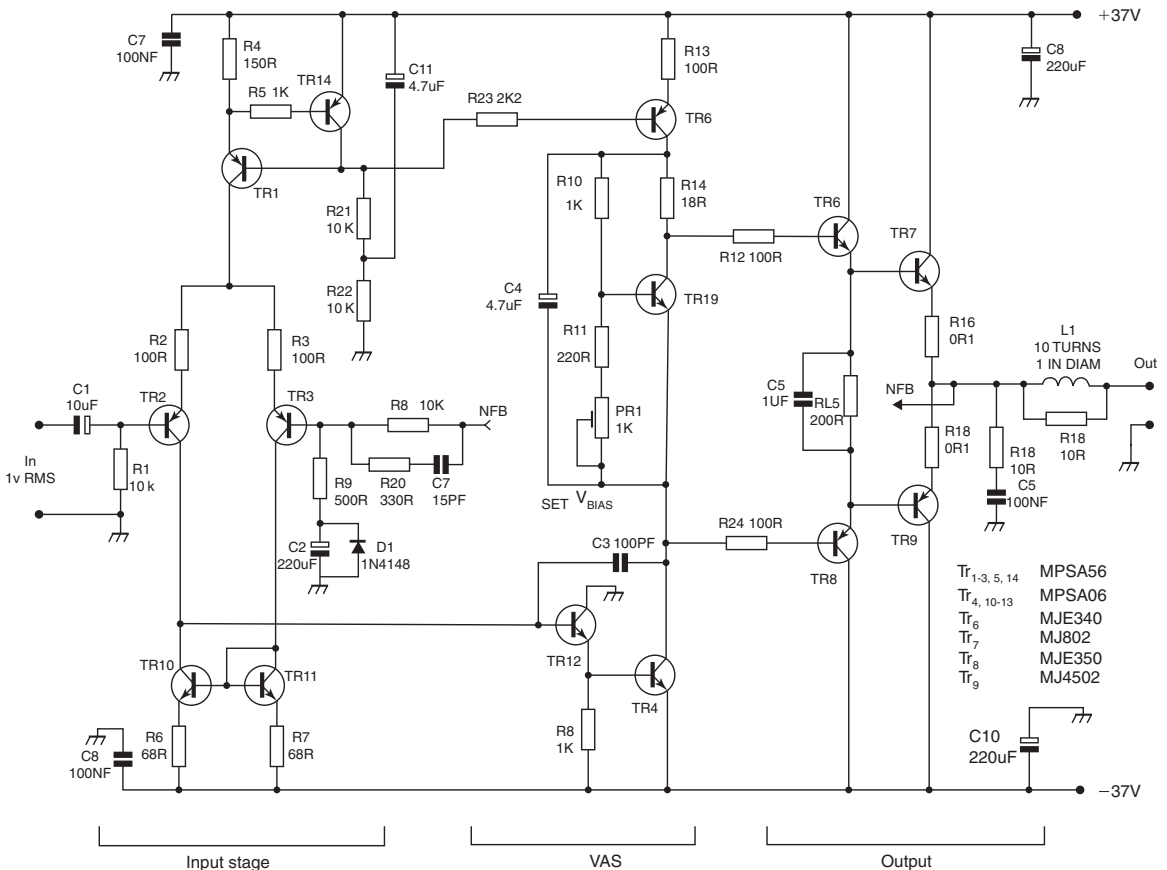 +37V
C7
100NF
R4
150R
TR14
C11
4.7uF
R13
100R
C8
220uF
R5 1K
R23 2K2
TR6
TR1
R10
1K
R14
18R
TR6
TR7
R21
10 K
R12 100R
C4
4.7uF
TR19
R22
10 K
R2
100R
R3
100R
R11
220R
R16
0R1
L1
10 TURNS
1 IN DIAM
Out
C1
10uF
TR2
TR3
R8 10K
NFB
PR1
1K
C5
1UF
RL5
200R
NFB
R18
0R1
R18
10R
R18
10R
In
1v RMS
R1
10 k
R9
500R
R20
330R
C7
15PF
SET VBIAS
C5
100NF
C2
220uF
D1
1N4148
C3 100PF
R24 100R
TR8
TR9
Tr1-3, 5, 14 MPSA56
Tr4, 10-13 MPSA06
Tr6 MJE340
Tr7 MJ802
Tr8 MJE350
Tr9 MJ4502
TR10
TR11
TR12
TR4
R6
68R
R7
68R
R8
1K
C8
100NF
C10
220uF
−37V
Input stage
VAS
Output